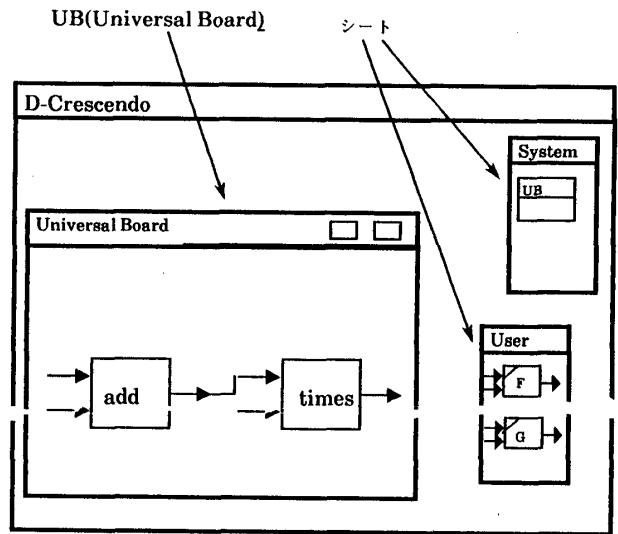 UB(Universal Board)
シート
D-Crescendo
System
UB
Universal Board
User
F
add
times
G